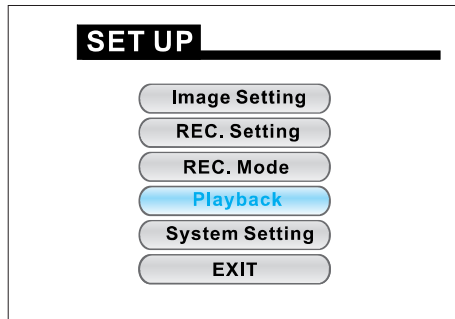 SET UP
Image Setting
REC. Setting
REC. Mode
Playback
System Setting
EXIT